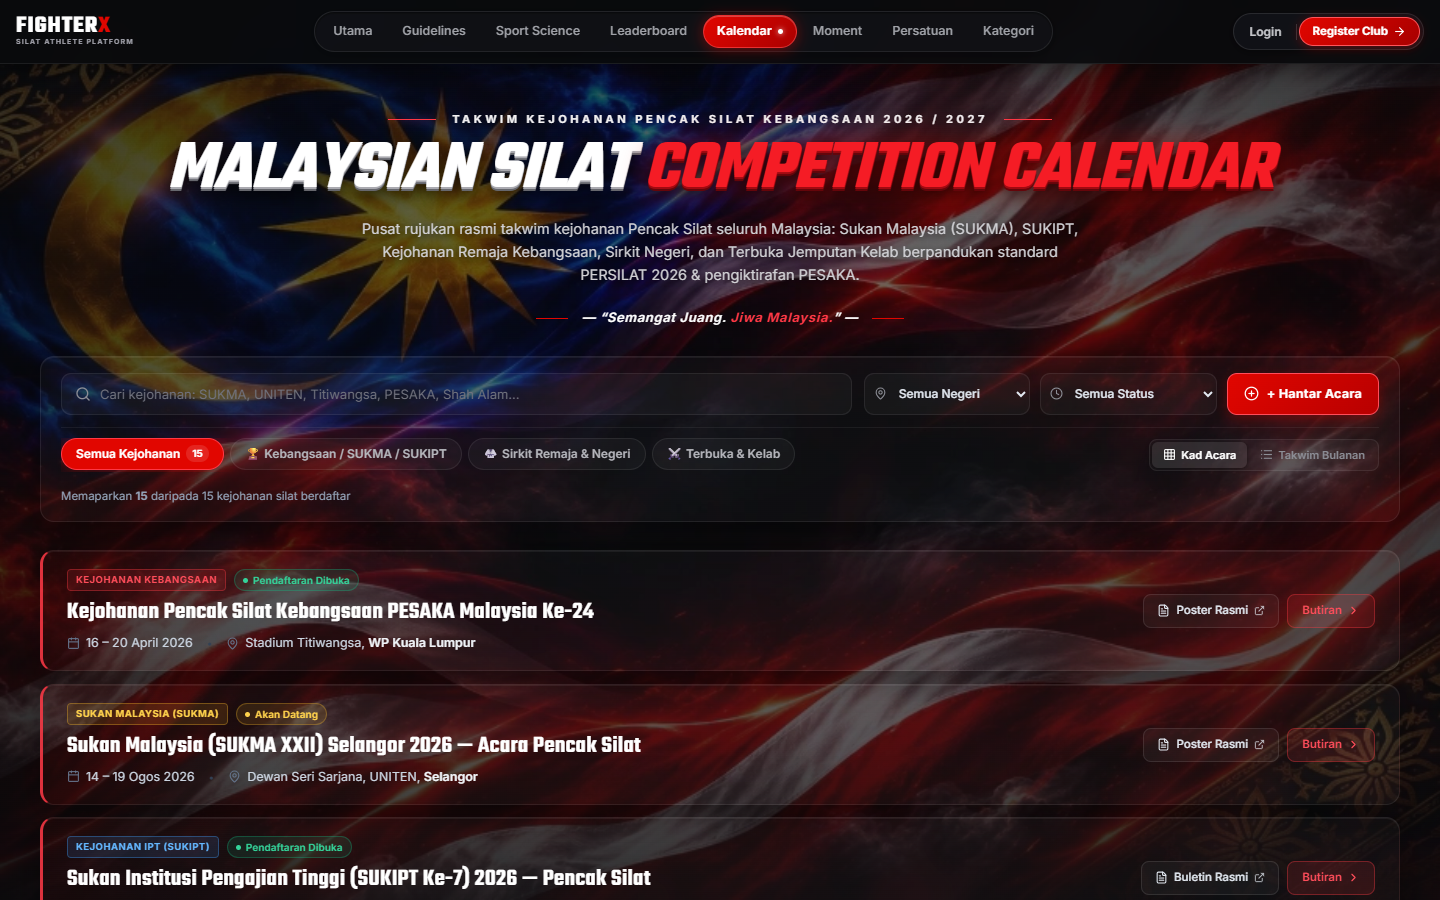 FIGHTERX
SILAT ATHLETE PLATFORM
Utama
Guidelines
Sport Science
Leaderboard
Kalendar
Moment
Persatuan
Kategori
Login
Register Club →
TAKWIM KEJOHANAN PENCAK SILAT KEBANGSAAN 2026 / 2027
MALAYSIAN SILAT COMPETITION CALENDAR
Pusat rujukan rasmi takwim kejohanan Pencak Silat seluruh Malaysia: Sukan Malaysia (SUKMA), SUKIPT,
Kejohanan Remaja Kebangsaan, Sirkit Negeri, dan Terbuka Jemputan Kelab berpandukan standard
PERSILAT 2026 & pengiktirafan PESAKA.
— “Semangat Juang. Jiwa Malaysia.” —
Cari kejohanan: SUKMA, UNITEN, Titiwangsa, PESAKA, Shah Alam...
Semua Negeri
Semua Status
+ Hantar Acara
Semua Kejohanan 15
Kebangsaan / SUKMA / SUKIPT
Sirkit Remaja & Negeri
Terbuka & Kelab
Kad Acara
Takwim Bulanan
Memaparkan 15 daripada 15 kejohanan silat berdaftar
KEJOHANAN KEBANGSAAN
Pendaftaran Dibuka
Kejohanan Pencak Silat Kebangsaan PESAKA Malaysia Ke-24
16 – 20 April 2026
Stadium Titiwangsa, WP Kuala Lumpur
Poster Rasmi
Butiran
SUKAN MALAYSIA (SUKMA)
Akan Datang
Sukan Malaysia (SUKMA XXII) Selangor 2026 — Acara Pencak Silat
14 – 19 Ogos 2026
Dewan Seri Sarjana, UNITEN, Selangor
Poster Rasmi
Butiran
KEJOHANAN IPT (SUKIPT)
Pendaftaran Dibuka
Sukan Institusi Pengajian Tinggi (SUKIPT Ke-7) 2026 — Pencak Silat
Buletin Rasmi
Butiran